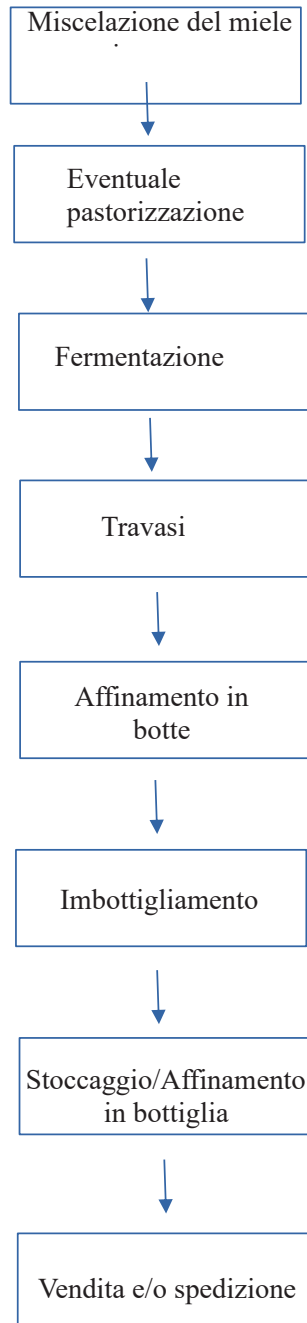 Miscelazione del miele
Eventuale
pastorizzazione
Fermentazione
Travasi
Affinamento in
botte
Imbottigliamento
Stoccaggio/Affinamento
in bottiglia
Vendita e/o spedizione